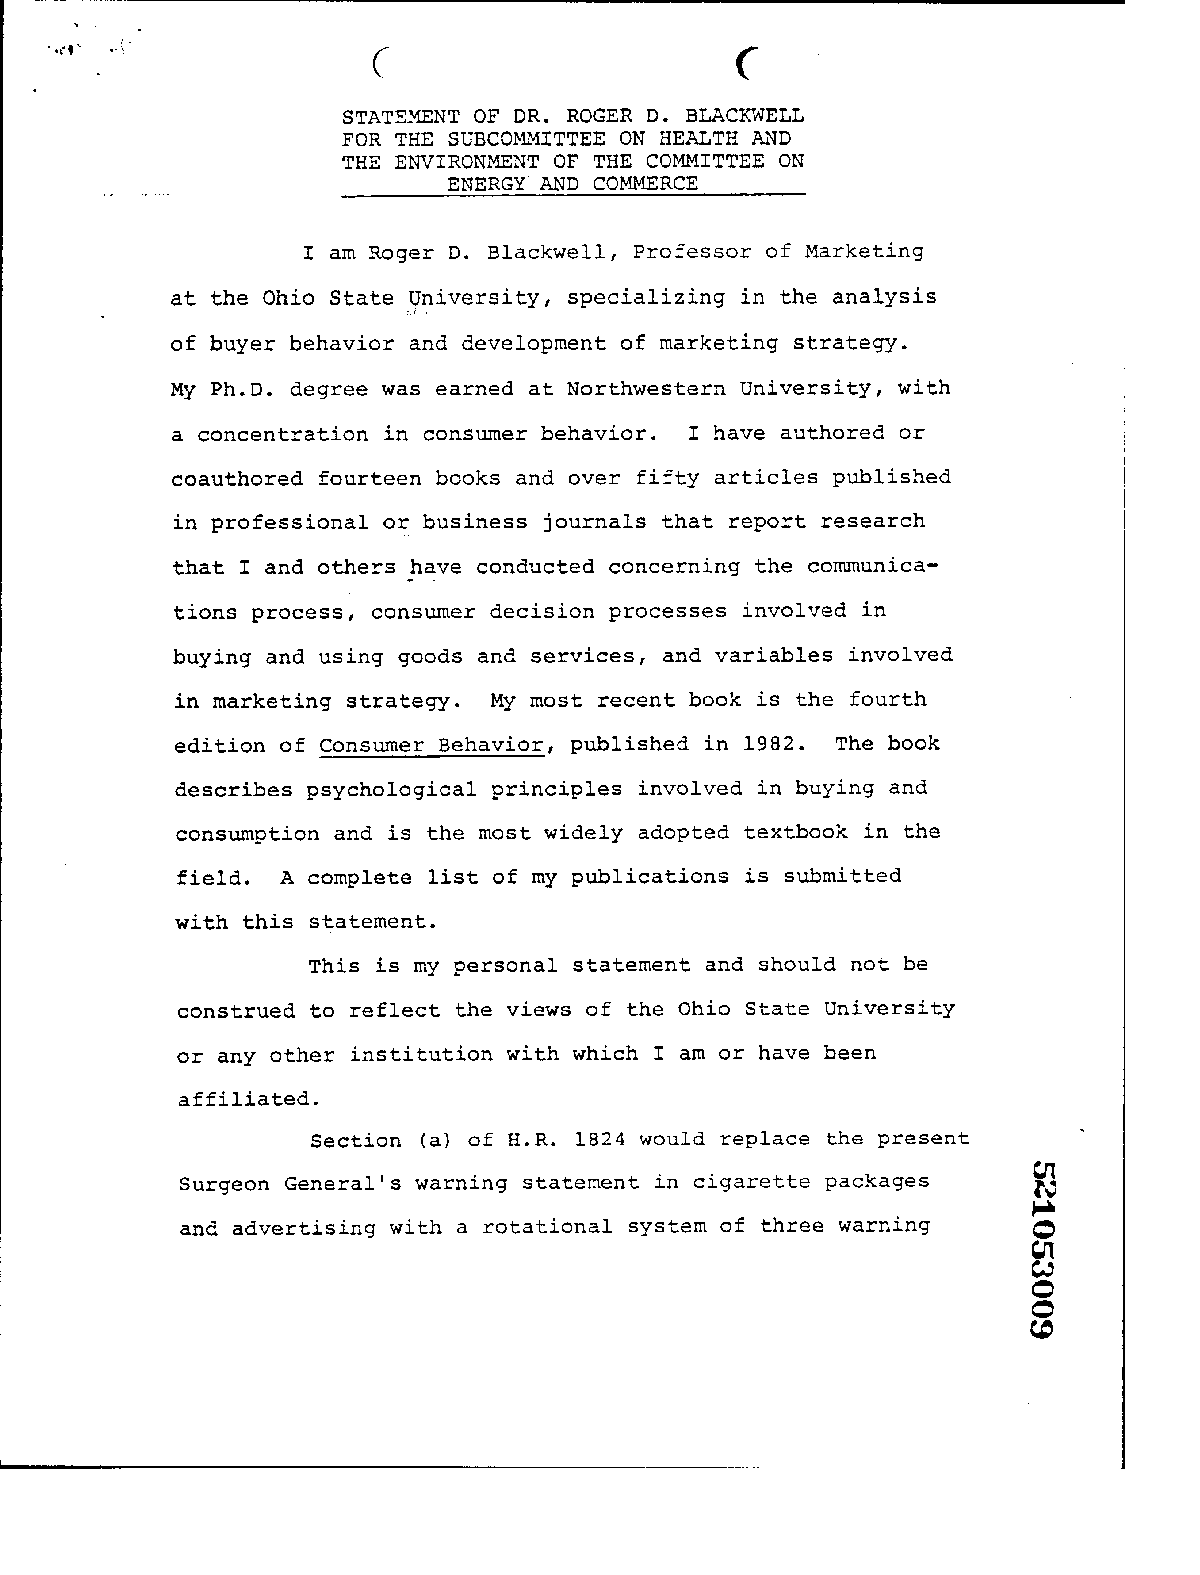 STATEMENT OF DR. ROGER D. BLACKWELL
FOR THE SUBCOMMITTEE ON HEALTH AND
THE ENVIRONMENT OF THE COMMITTEE ON
ENERGY AND COMMERCE
I am Roger D. Blackwell, Professor of Marketing
at the Ohio State University, specializing in the analysis
of buyer behavior and development of marketing strategy.
My Ph.D. degree was earned at Northwestern University, with
a concentration in consumer behavior. I have authored or
coauthored fourteen books and over fifty articles published
in professional or business journals that report research
that I and others have conducted concerning the communica-
tions process, consumer decision processes involved in
buying and using goods and services, and variables involved
in marketing strategy. My most recent book is the fourth
edition of Consumer Behavior, published in 1982. The book
describes psychological principles involved in buying and
consumption and is the most widely adopted textbook in the
field. A complete list of my publications is submitted
with this statement.
This is my personal statement and should not be
construed to reflect the views of the Ohio State University
or any other institution with which I am or have been
affiliated.
Section (a) of H.R. 1824 would replace the present
Surgeon General's warning statement in cigarette packages
and advertising with a rotational system of three warning
521053009